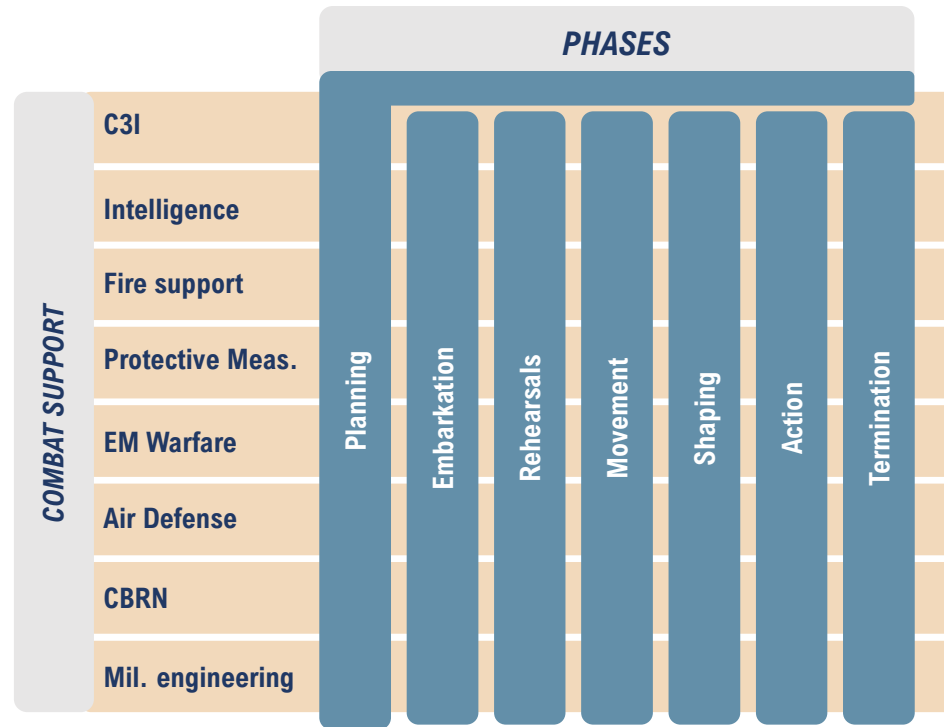 PHASES
COMBAT SUPPORT
C3I
Intelligence
Fire support
Protective Meas.
EM Warfare
Air Defense
CBRN
Mil. engineering
Planning
Embarkation
Rehearsals
Movement
Shaping
Action
Termination